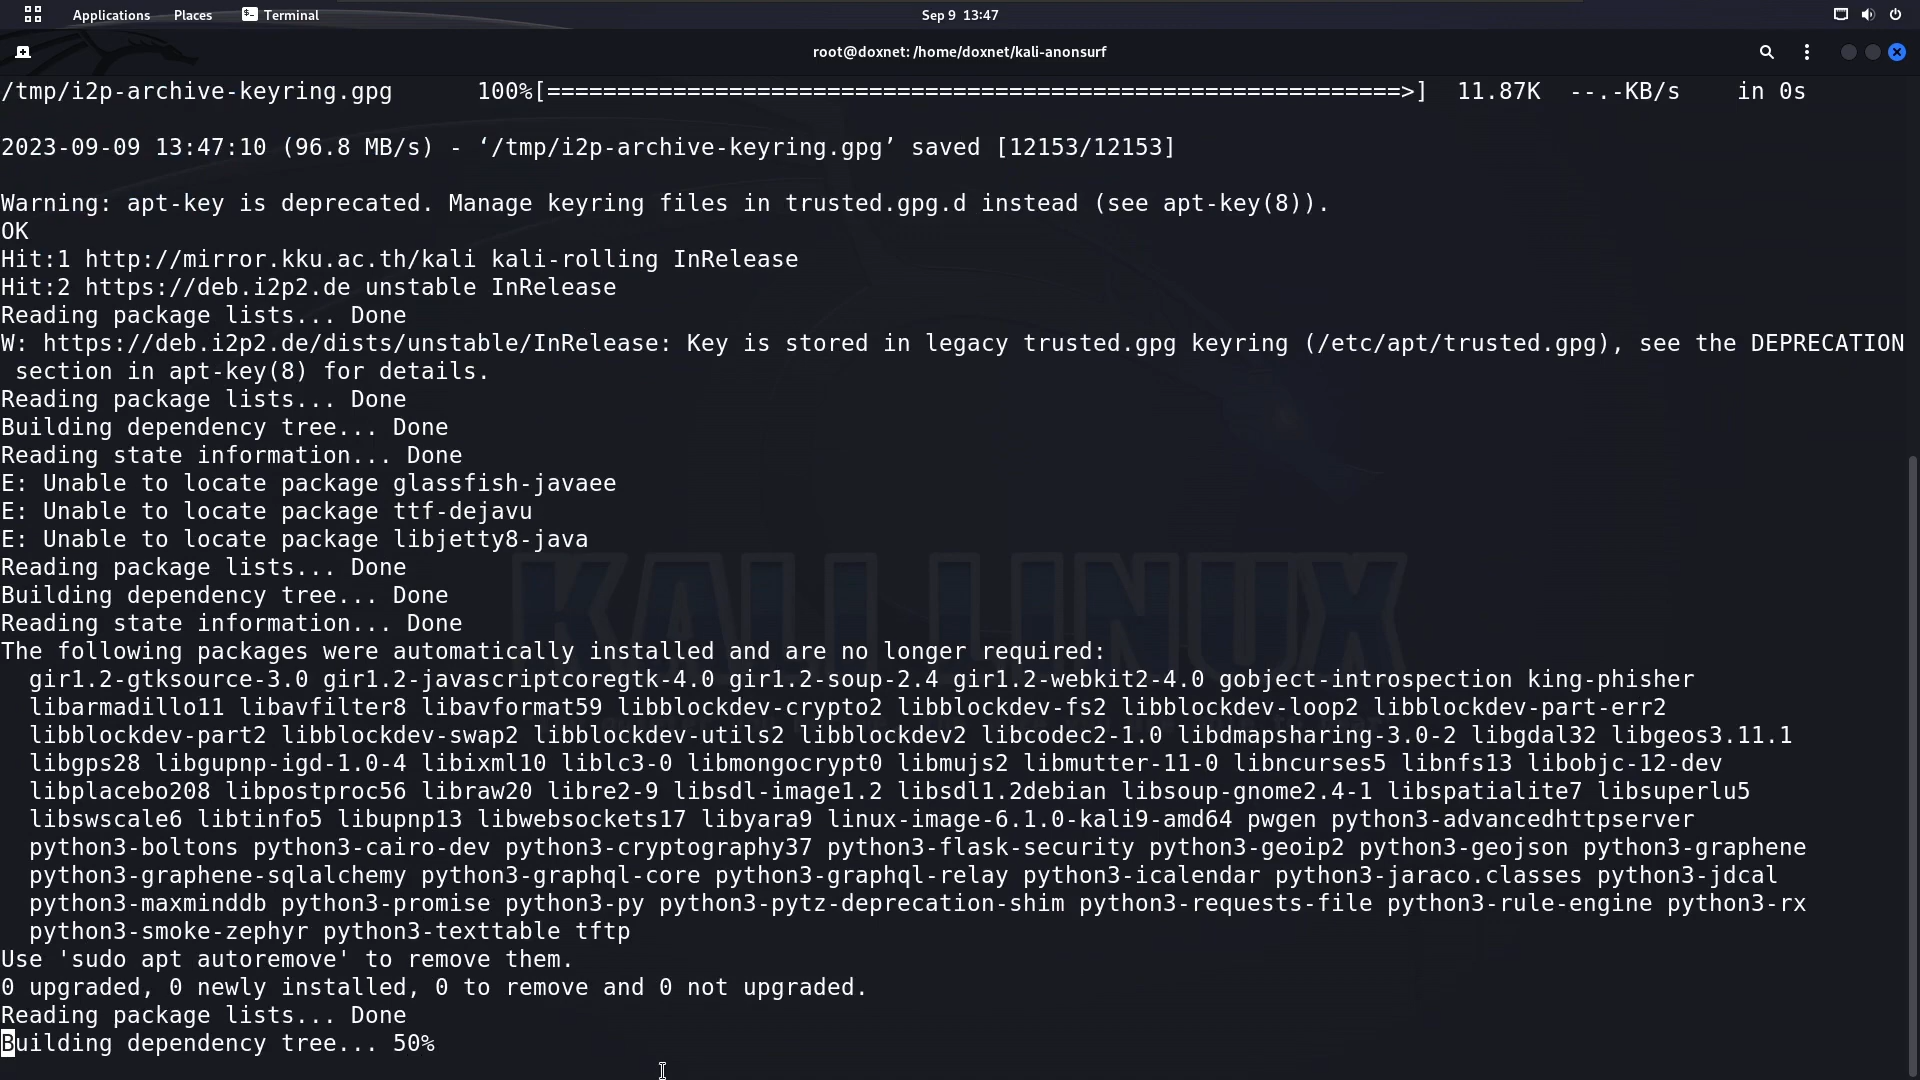 Applications Places Terminal Sep 9 13:47
root@doxnet: /home/doxnet/kali-anonsurf
/tmp/i2p-archive-keyring.gpg 100%[=============================================================>] 11.87K --.-KB/s in 0s
2023-09-09 13:47:10 (96.8 MB/s) - ‘/tmp/i2p-archive-keyring.gpg’ saved [12153/12153]
Warning: apt-key is deprecated. Manage keyring files in trusted.gpg.d instead (see apt-key(8)).
OK
Hit:1 http://mirror.kku.ac.th/kali kali-rolling InRelease
Hit:2 https://deb.i2p2.de unstable InRelease
Reading package lists... Done
W: https://deb.i2p2.de/dists/unstable/InRelease: Key is stored in legacy trusted.gpg keyring (/etc/apt/trusted.gpg), see the DEPRECATION
section in apt-key(8) for details.
Reading package lists... Done
Building dependency tree... Done
Reading state information... Done
E: Unable to locate package glassfish-javaee
E: Unable to locate package ttf-dejavu
E: Unable to locate package libjetty8-java
Reading package lists... Done
Building dependency tree... Done
Reading state information... Done
KALI LINUX
The following packages were automatically installed and are no longer required:
gir1.2-gtksource-3.0 gir1.2-javascriptcoregtk-4.0 gir1.2-soup-2.4 gir1.2-webkit2-4.0 gobject-introspection king-phisher
libarmadillo11 libavfilter8 libavformat59 libblockdev-crypto2 libblockdev-fs2 libblockdev-loop2 libblockdev-part-err2
libblockdev-part2 libblockdev-swap2 libblockdev-utils2 libblockdev2 libcodec2-1.0 libdmapsharing-3.0-2 libgdal32 libgeos3.11.1
libgps28 libgupnp-igd-1.0-4 libixml10 liblc3-0 libmongocrypt0 libmujs2 libmutter-11-0 libncurses5 libnfs13 libobjc-12-dev
libplacebo208 libpostproc56 libraw20 libre2-9 libsdl-image1.2 libsdl1.2debian libsoup-gnome2.4-1 libspatialite7 libsuperlu5
libswscale6 libtinfo5 libupnp13 libwebsockets17 libyara9 linux-image-6.1.0-kali9-amd64 pwgen python3-advancedhttpserver
python3-boltons python3-cairo-dev python3-cryptography37 python3-flask-security python3-geoip2 python3-geojson python3-graphene
python3-graphene-sqlalchemy python3-graphql-core python3-graphql-relay python3-icalendar python3-jaraco.classes python3-jdcal
python3-maxminddb python3-promise python3-py python3-pytz-deprecation-shim python3-requests-file python3-rule-engine python3-rx
python3-smoke-zephyr python3-texttable tftp
Use 'sudo apt autoremove' to remove them.
0 upgraded, 0 newly installed, 0 to remove and 0 not upgraded.
Reading package lists... Done
Building dependency tree... 50%